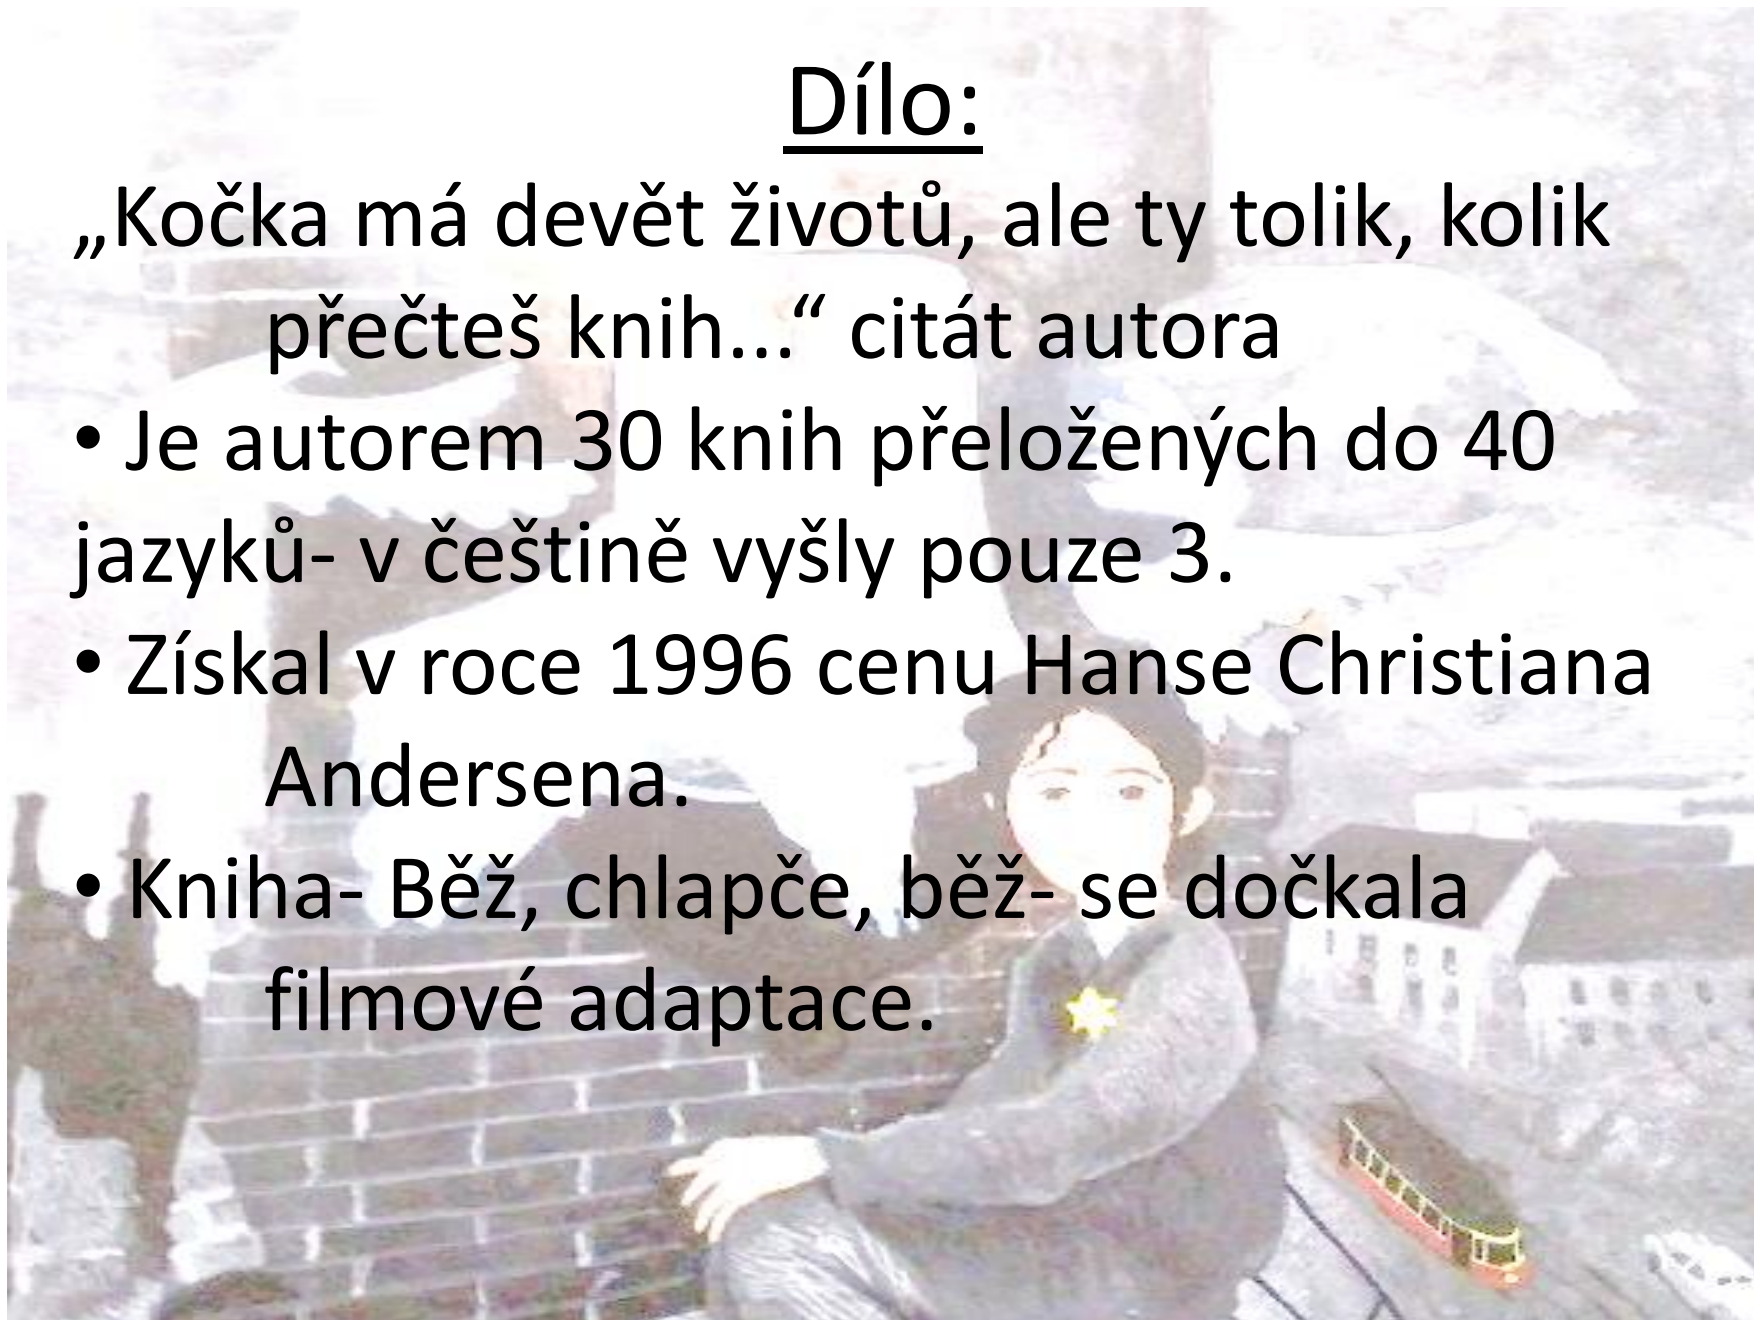 Dílo:
„Kočka má devět životů, ale ty tolik, kolik
přečteš knih...“ citát autora
• Je autorem 30 knih přeložených do 40
jazyků- v češtině vyšly pouze 3.
• Získal v roce 1996 cenu Hanse Christiana
Andersena.
• Kniha- Běž, chlapče, běž- se dočkala
filmové adaptace.